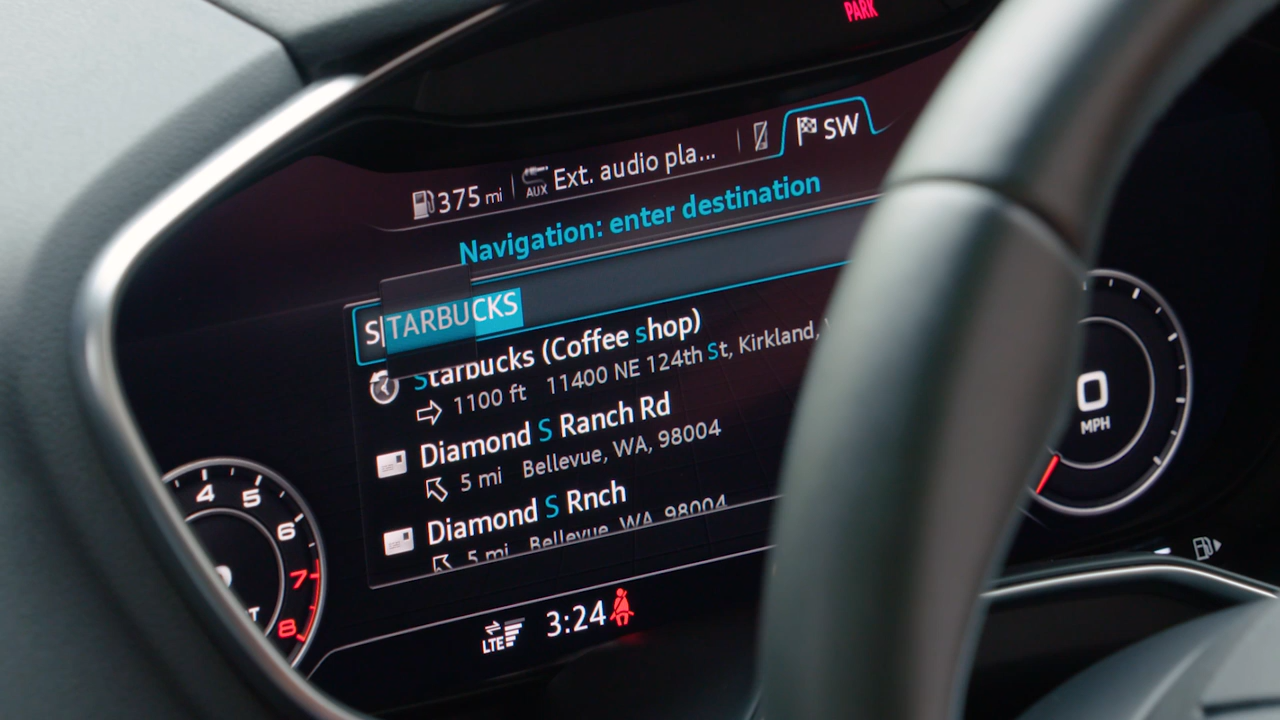 PARK
375 mi AUX Ext. audio pla... SW
Navigation: enter destination
STARBUCKS
Starbucks (Coffee shop)
1100 ft 11400 NE 124th St, Kirkland,
Diamond S Ranch Rd
5 mi Bellevue, WA, 98004
Diamond S Rnch
5 mi Bellevue, WA, 98004
4 5 6 7 8
0
MPH
LTE 3:24